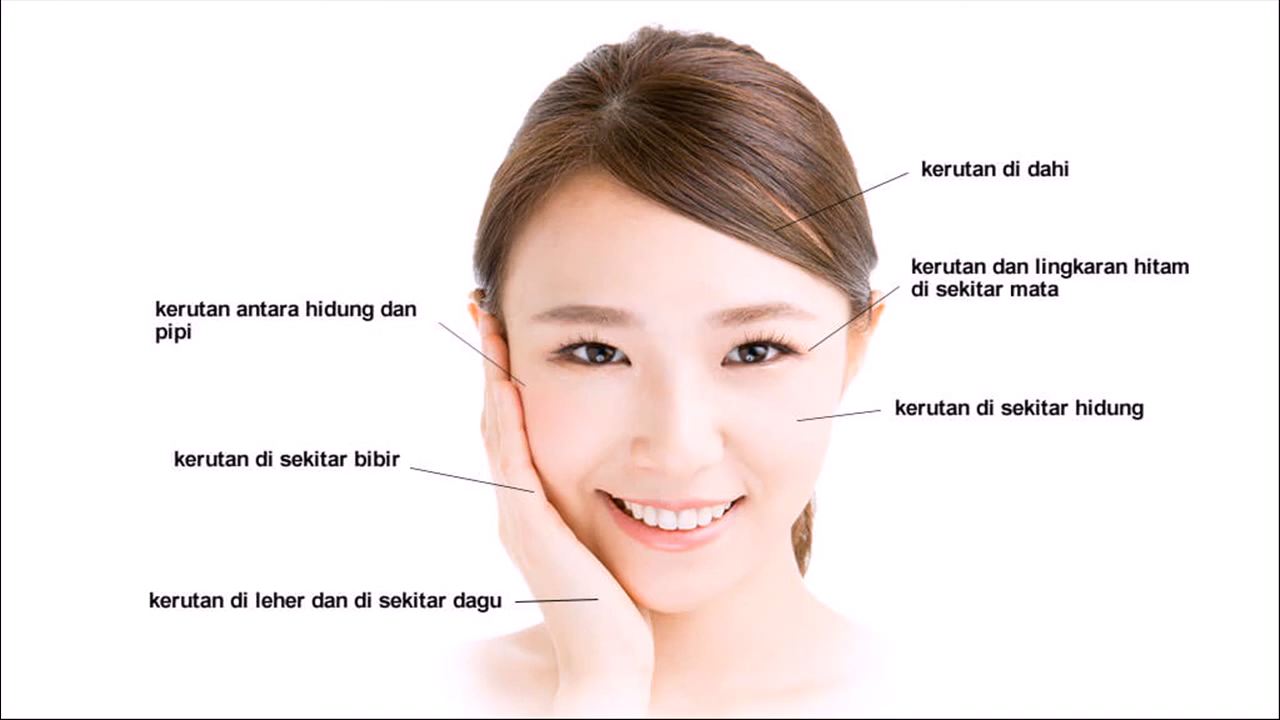 kerutan di dahi
kerutan dan lingkaran hitam
di sekitar mata
kerutan antara hidung dan
pipi
kerutan di sekitar hidung
kerutan di sekitar bibir
kerutan di leher dan di sekitar dagu